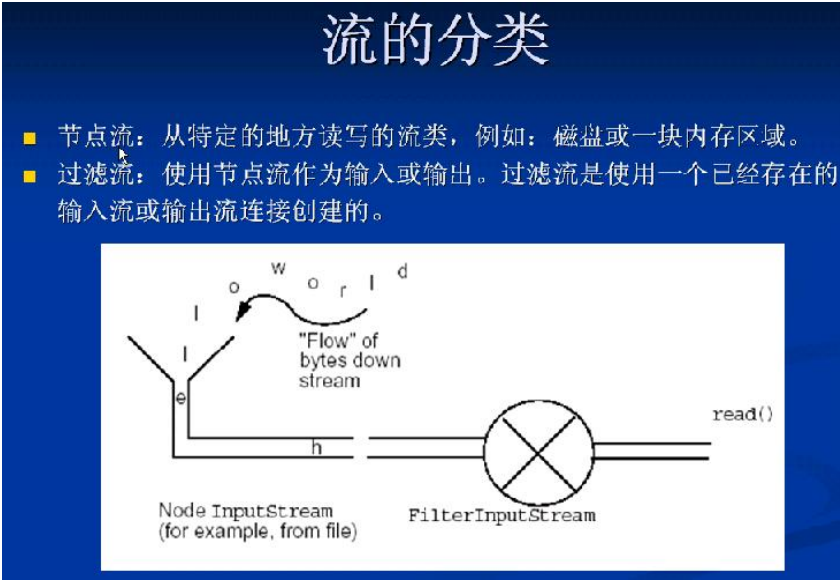 流的分类
节点流：从特定的地方读写的流类，例如：磁盘或一块内存区域。
过滤流：使用节点流作为输入或输出。过滤流是使用一个已经存在的
输入流或输出流连接创建的。
h e l l o w o r l d
"Flow" of
bytes down
stream
read()
Node InputStream
(for example, from file)
FilterInputStream